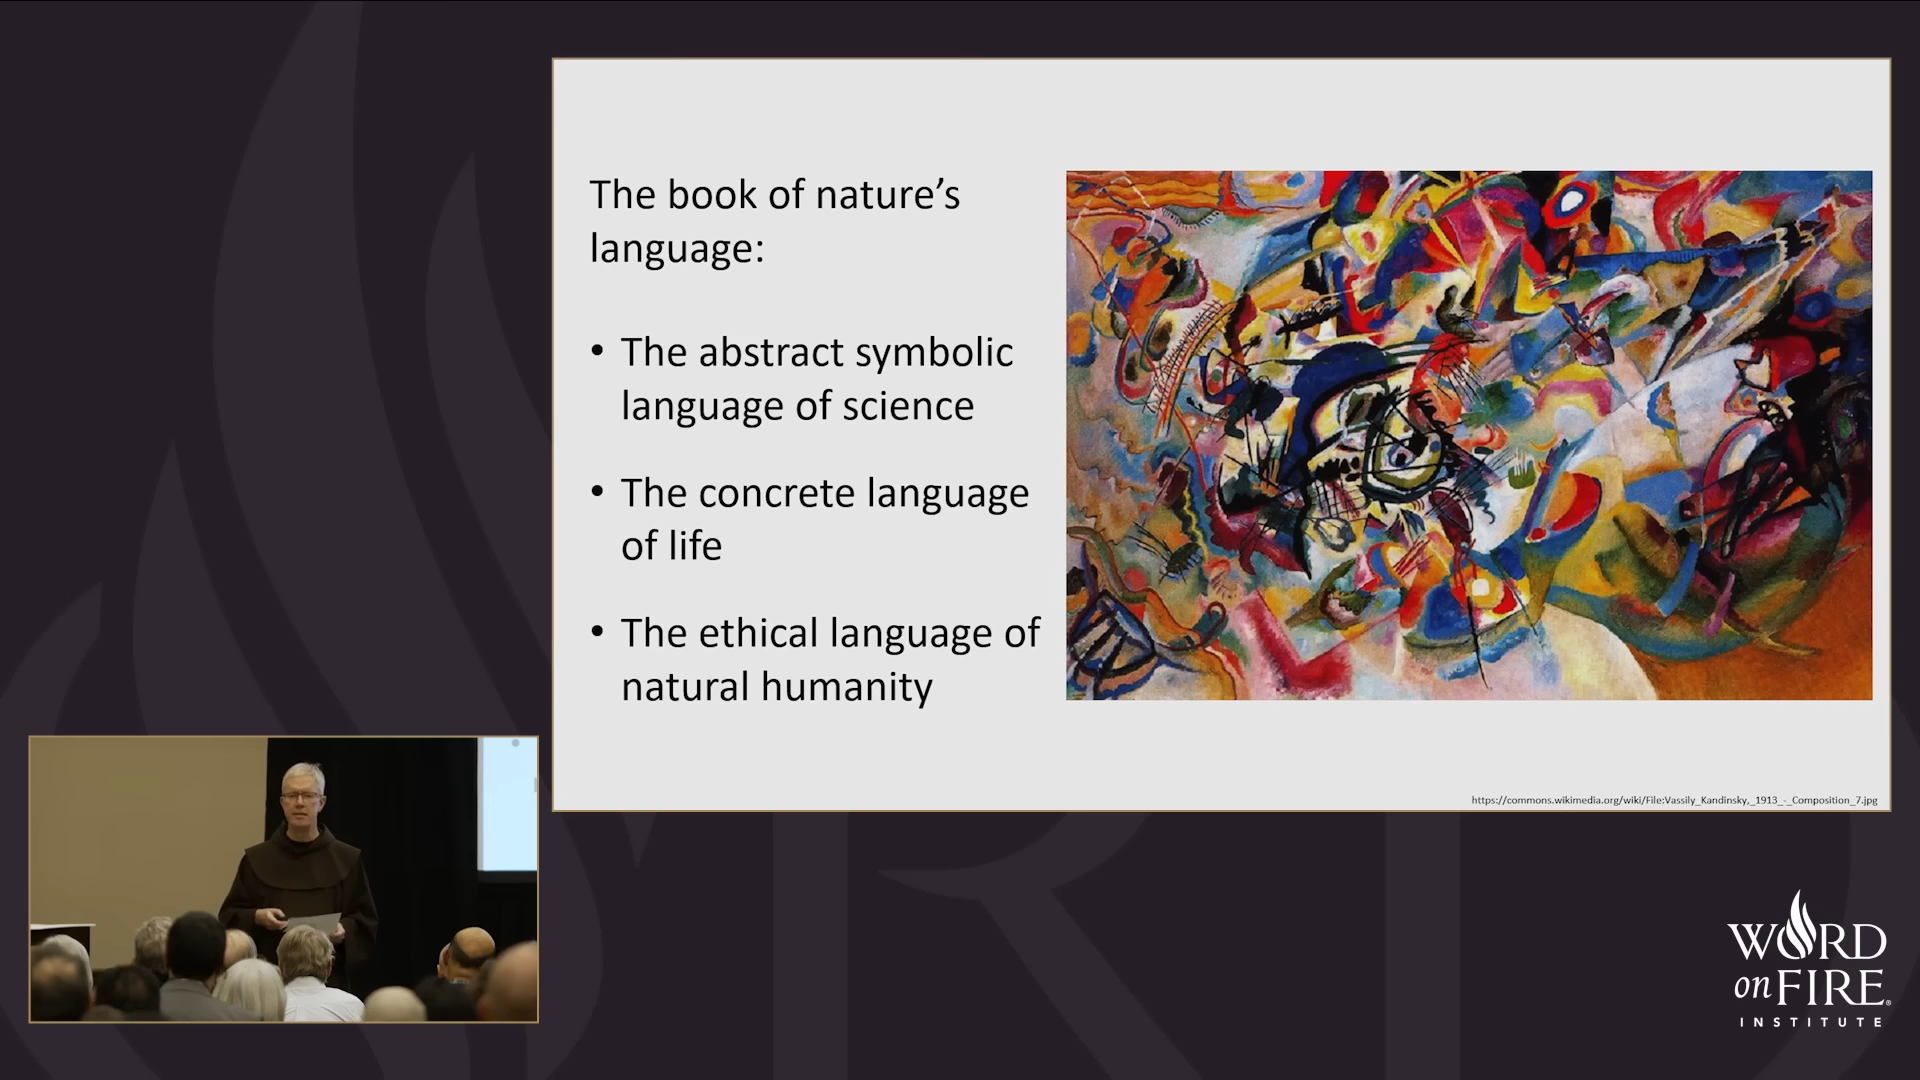 The book of nature’s
language:
• The abstract symbolic
language of science
• The concrete language
of life
• The ethical language of
natural humanity
https://commons.wikimedia.org/wiki/File:Vassily_Kandinsky,_1913_-_Composition_7.jpg
WORD
on FIRE
INSTITUTE